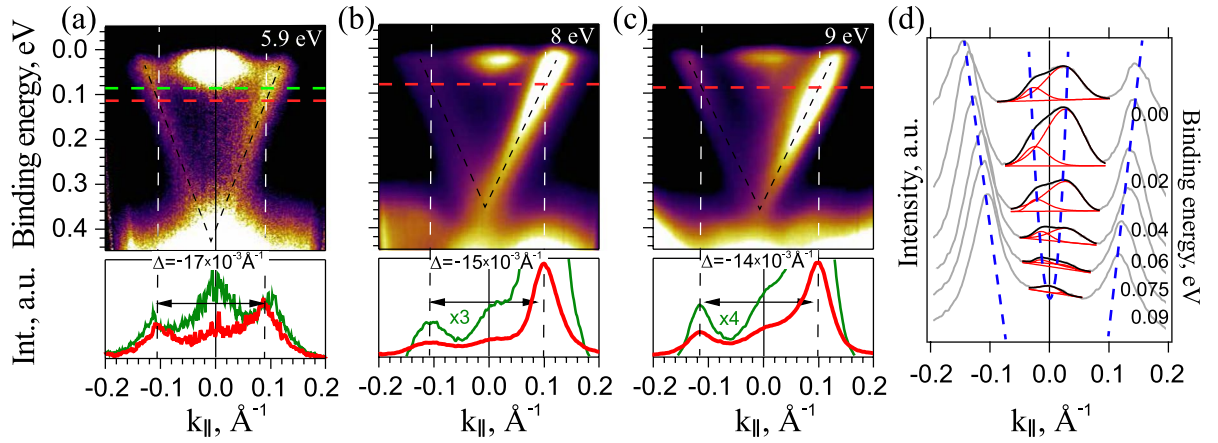 (a)
5.9 eV
(b)
8 eV
(c)
9 eV
(d)
Binding energy, eV
0.0
0.1
0.2
0.3
0.4
Δ=-17×10⁻³Å⁻¹
Δ=-15×10⁻³Å⁻¹
Δ=-14×10⁻³Å⁻¹
x3
x4
Int., a.u.
-0.2 -0.1 0.0 0.1 0.2
-0.2 -0.1 0.0 0.1 0.2
-0.2 -0.1 0.0 0.1 0.2
k∥, Å⁻¹
k∥, Å⁻¹
k∥, Å⁻¹
Intensity, a.u.
0.00
0.02
0.04
0.06
0.075
0.09
Binding energy, eV
-0.2 -0.1 0.0 0.1 0.2
k∥, Å⁻¹